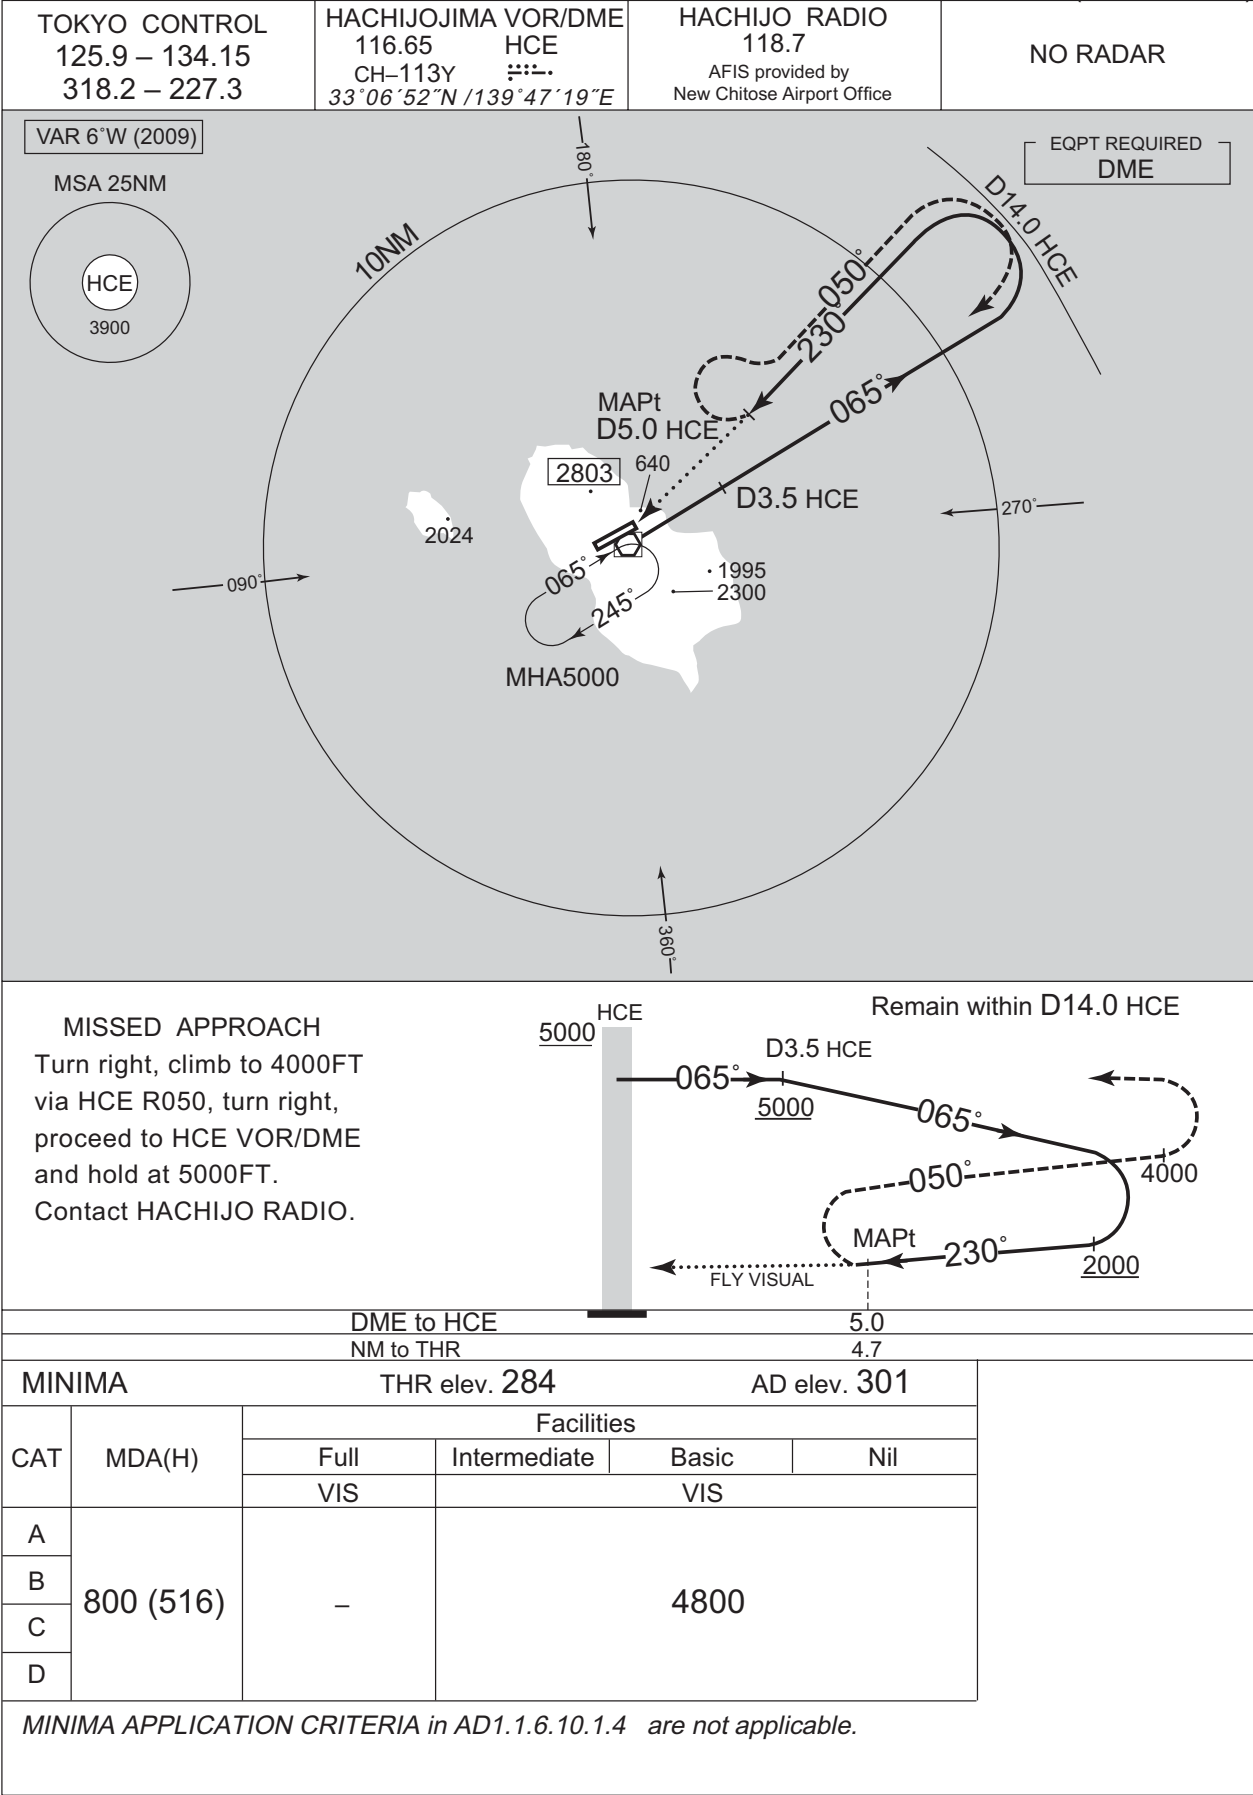 TOKYO CONTROL
125.9 – 134.15
318.2 – 227.3
HACHIJOJIMA VOR/DME
116.65 HCE
CH–113Y
33°06´52˝N /139°47´19˝E
HACHIJO RADIO
118.7
AFIS provided by
New Chitose Airport Office
NO RADAR
VAR 6°W (2009)
MSA 25NM
HCE
3900
EQPT REQUIRED
DME
180°
10NM
D14.0 HCE
050°
230°
065°
MAPt
D5.0 HCE
2803
640
D3.5 HCE
2024
270°
090°
065°
245°
1995
2300
MHA5000
360°
MISSED APPROACH
Turn right, climb to 4000FT
via HCE R050, turn right,
proceed to HCE VOR/DME
and hold at 5000FT.
Contact HACHIJO RADIO.
HCE
5000
Remain within D14.0 HCE
D3.5 HCE
065°
5000
065°
050°
4000
MAPt
230°
2000
FLY VISUAL
DME to HCE 5.0
NM to THR 4.7
MINIMA THR elev. 284 AD elev. 301
CAT MDA(H) Facilities
Full Intermediate Basic Nil
VIS VIS
A
B
C
D
800 (516) – 4800
MINIMA APPLICATION CRITERIA in AD1.1.6.10.1.4 are not applicable.